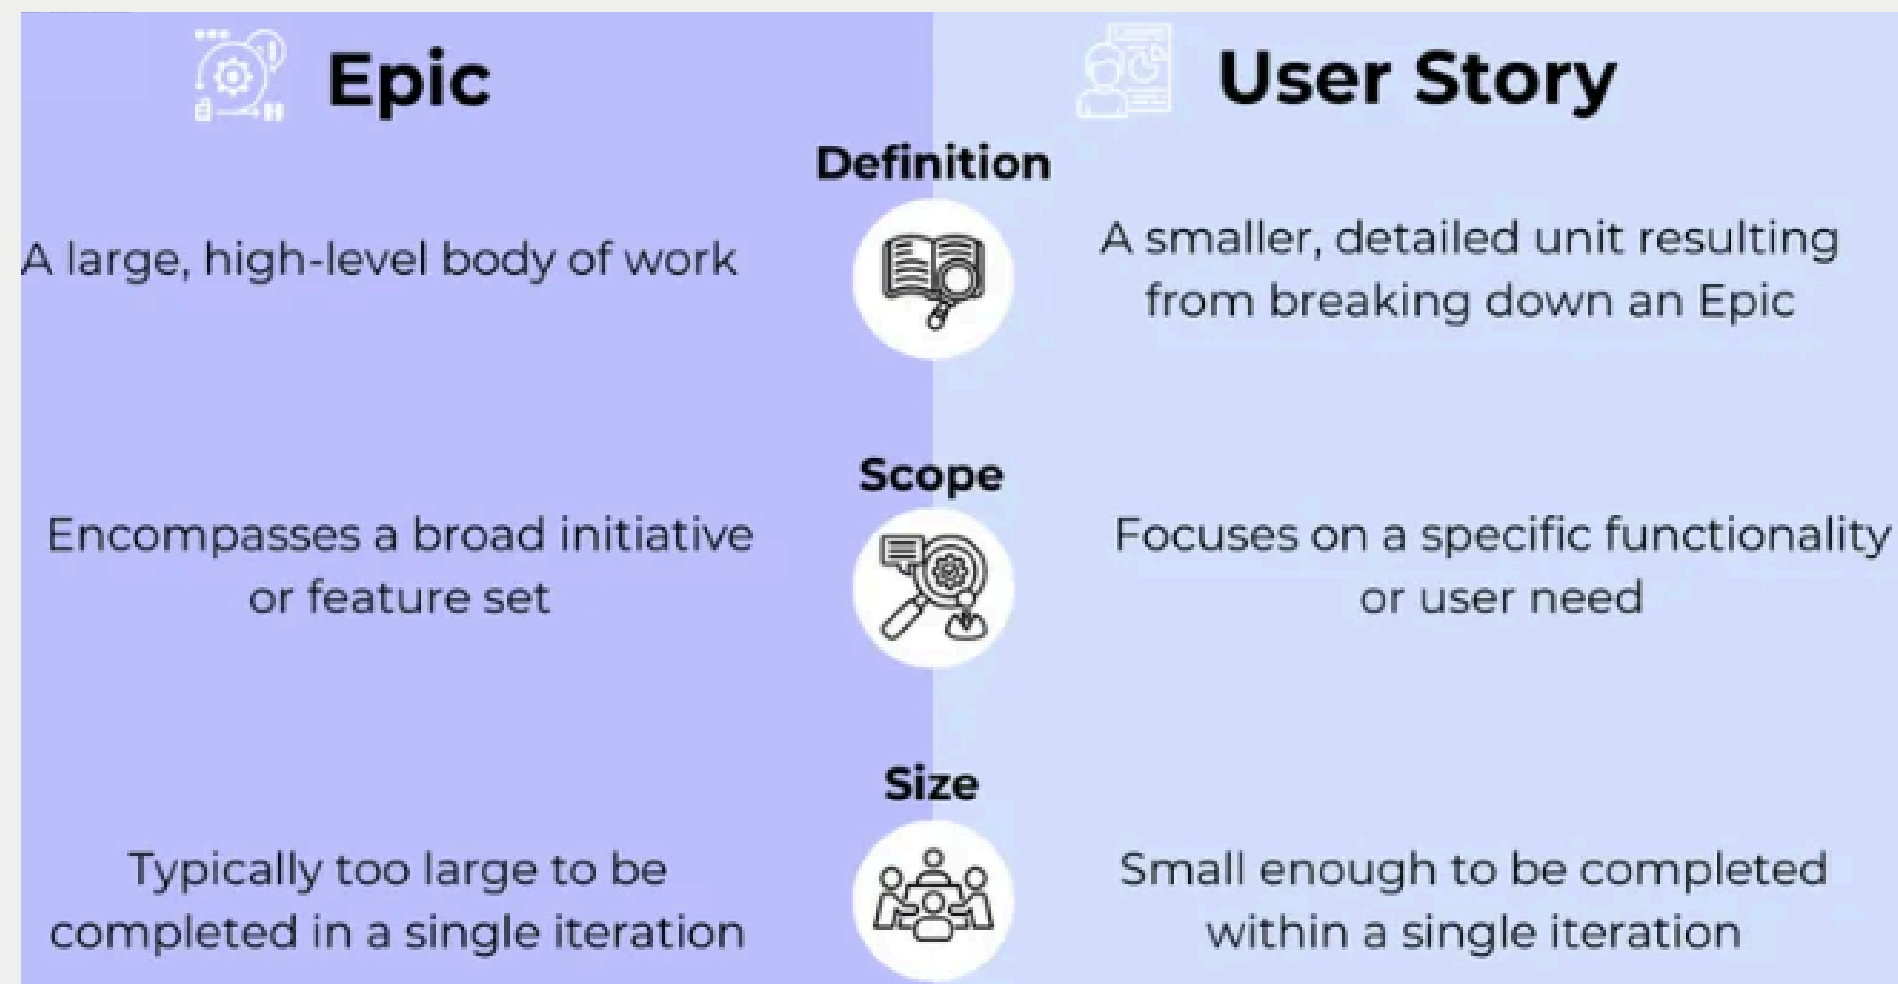 Epic
User Story
Definition
A large, high-level body of work
A smaller, detailed unit resulting
from breaking down an Epic
Scope
Encompasses a broad initiative
or feature set
Focuses on a specific functionality
or user need
Size
Typically too large to be
completed in a single iteration
Small enough to be completed
within a single iteration